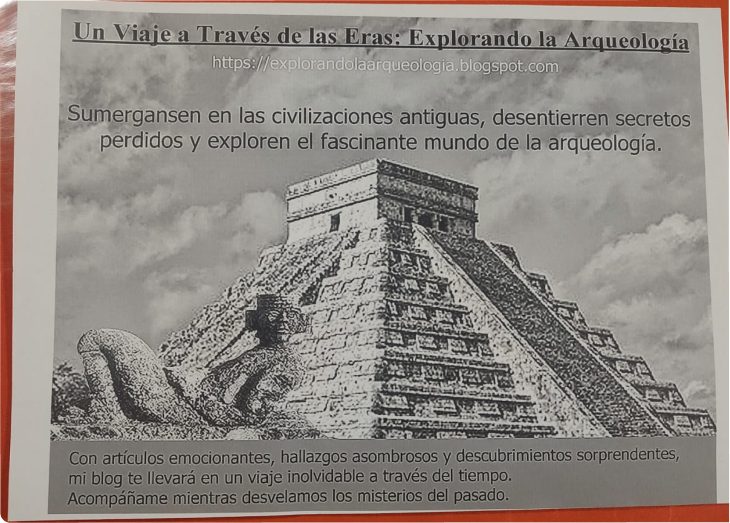 Un Viaje a Través de las Eras: Explorando la Arqueología
https://explorandolaarqueologia.blogspot.com
Sumergansen en las civilizaciones antiguas, desentierren secretos
perdidos y exploren el fascinante mundo de la arqueología.
Con artículos emocionantes, hallazgos asombrosos y descubrimientos sorprendentes,
mi blog te llevará en un viaje inolvidable a través del tiempo.
Acompáñame mientras desvelamos los misterios del pasado.